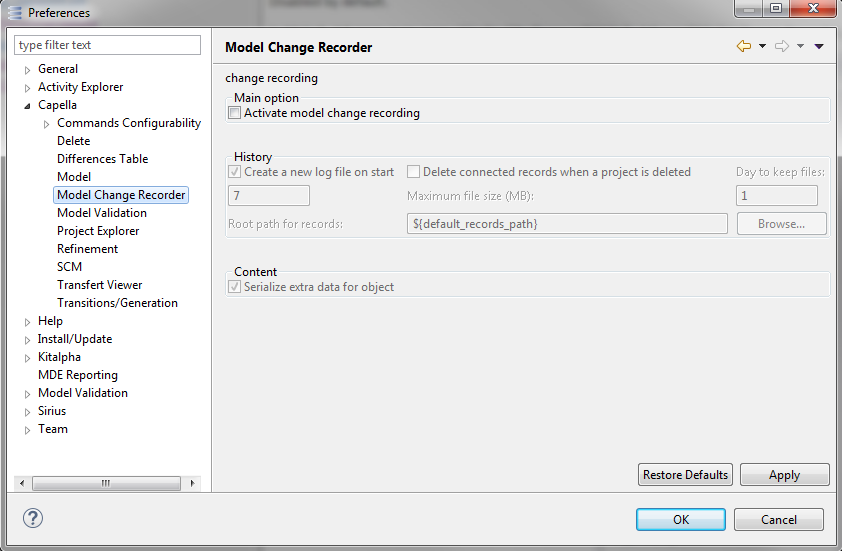 Preferences
enabled by default.
type filter text
General
Activity Explorer
Capella
Commands Configurability
Delete
Differences Table
Model
Model Change Recorder
Model Validation
Project Explorer
Refinement
SCM
Transfert Viewer
Transitions/Generation
Help
Install/Update
Kitalpha
MDE Reporting
Model Validation
Sirius
Team
Model Change Recorder
change recording
Main option
Activate model change recording
History
Create a new log file on start Delete connected records when a project is deleted Day to keep files:
7 Maximum file size (MB): 1
Root path for records: ${default_records_path} Browse...
Content
Serialize extra data for object
Restore Defaults Apply
OK Cancel